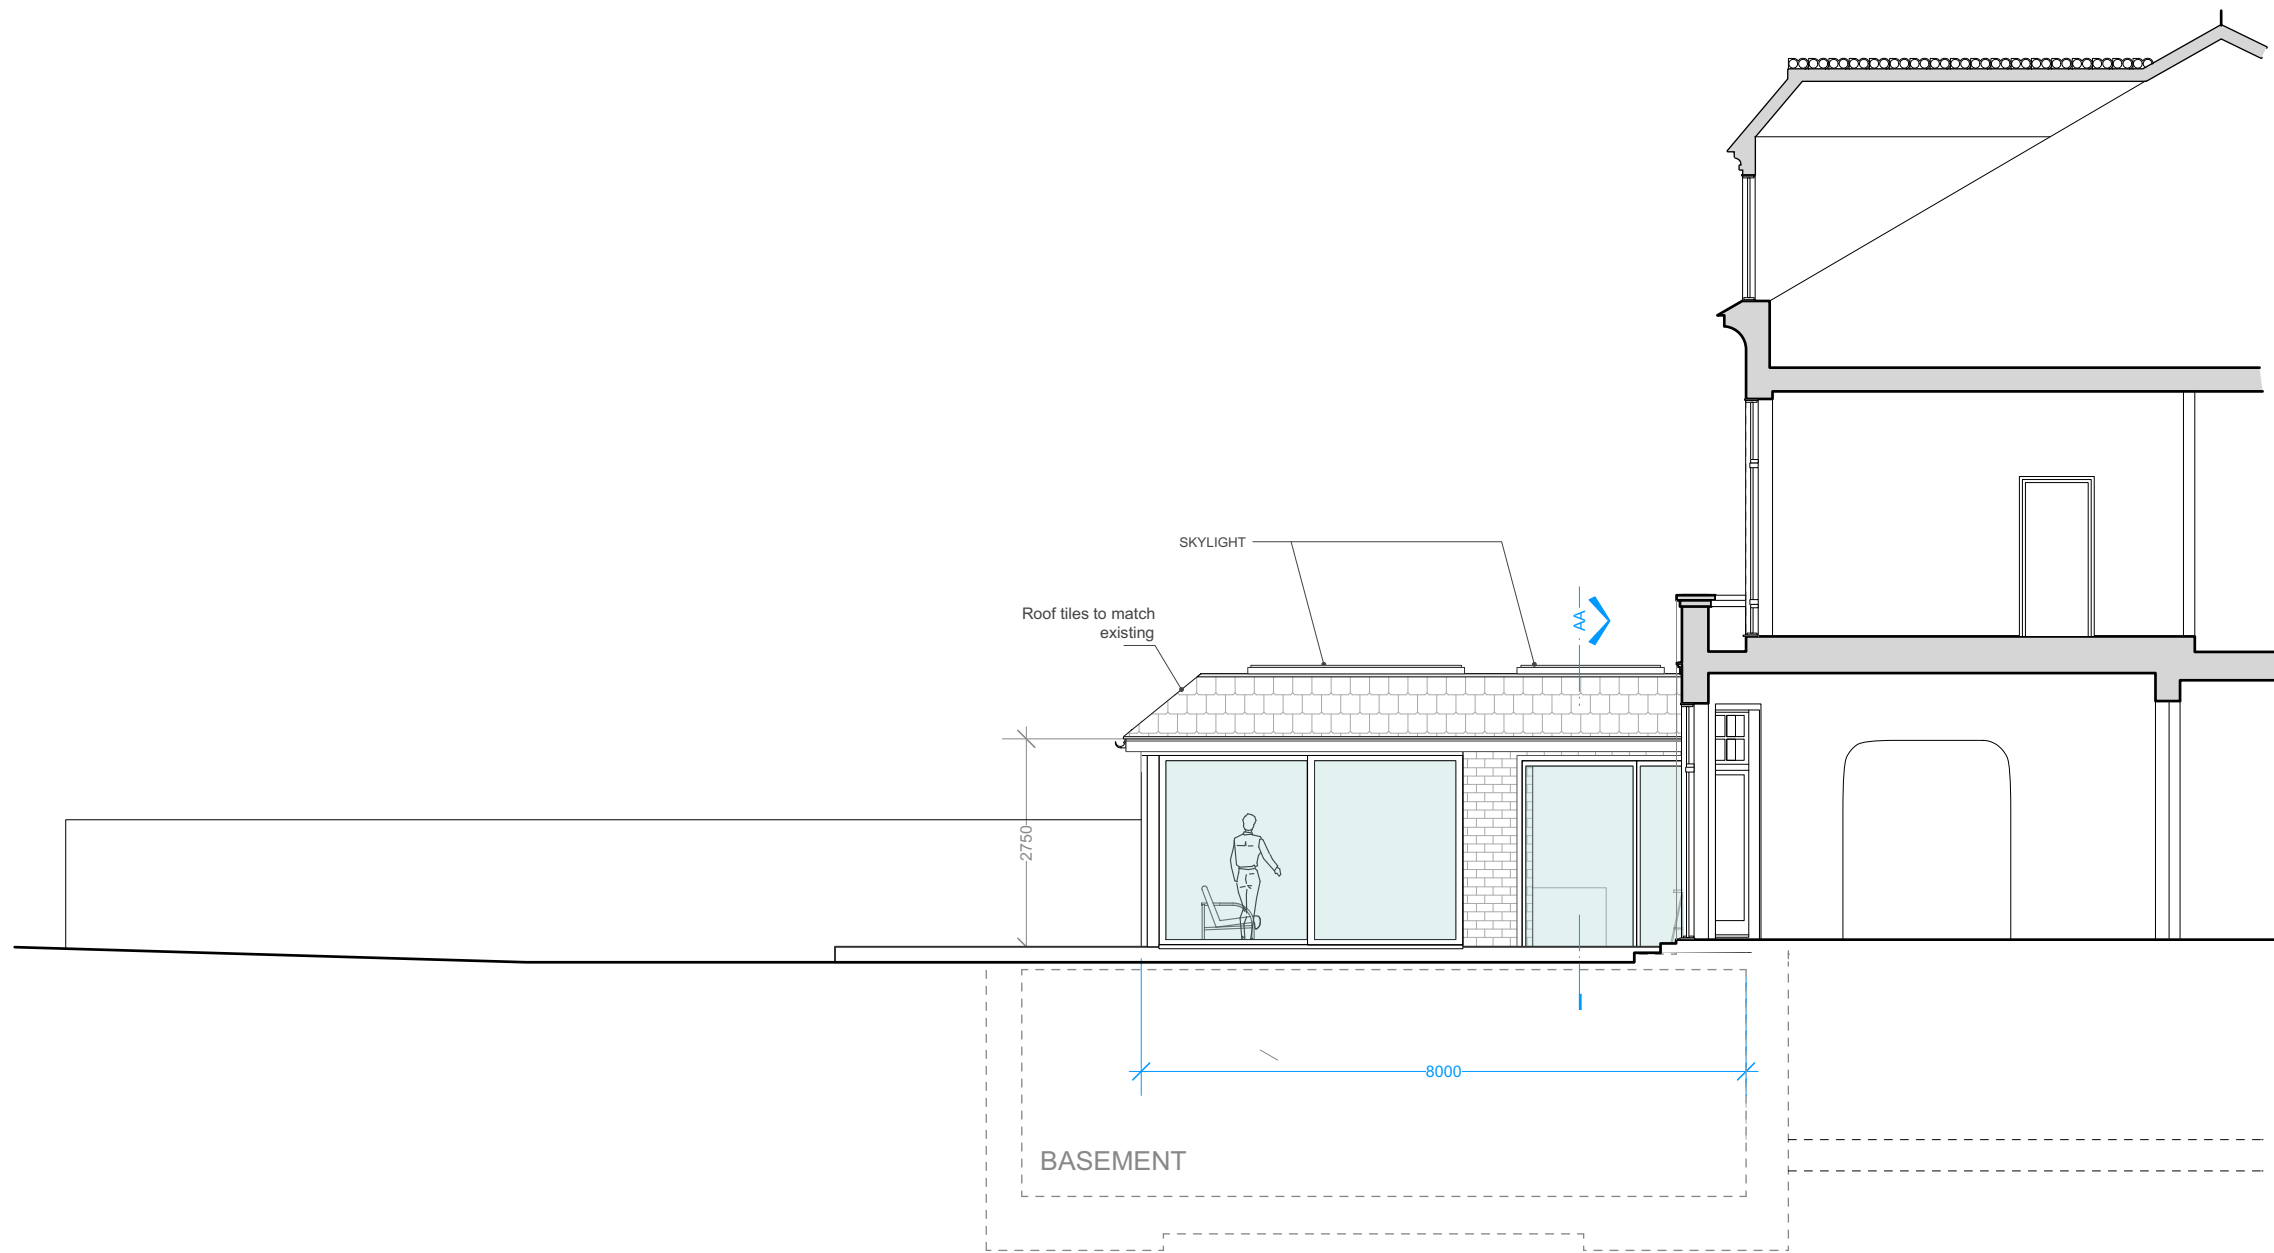 SKYLIGHT
Roof tiles to match
existing
AA
2750
8000
BASEMENT